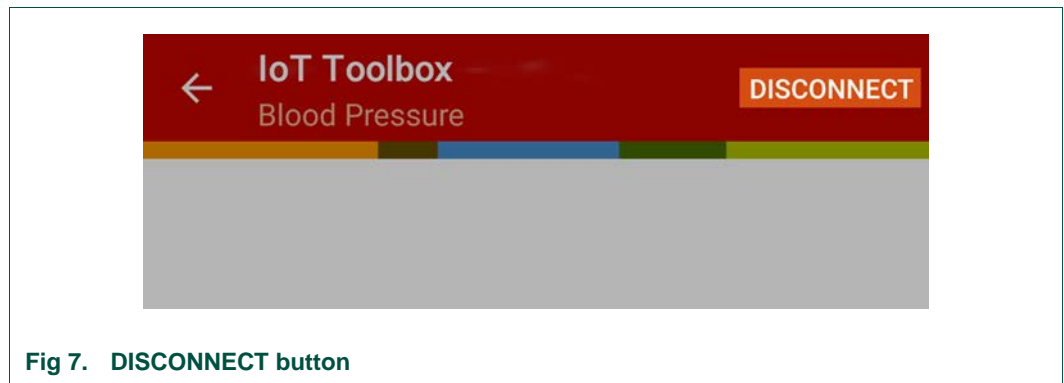 IoT Toolbox
DISCONNECT
Blood Pressure
Fig 7. DISCONNECT button